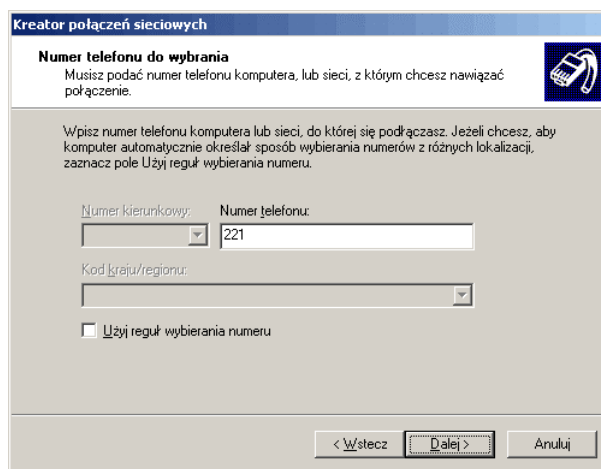 Kreator połączeń sieciowych
Numer telefonu do wybrania
Musisz podać numer telefonu komputera, lub sieci, z którym chcesz nawiązać
połączenie.
Wpisz numer telefonu komputera lub sieci, do której się podłączasz. Jeżeli chcesz, aby
komputer automatycznie określał sposób wybierania numerów z różnych lokalizacji,
zaznacz pole Użyj reguł wybierania numeru.
Numer kierunkowy: Numer telefonu:
221
Kod kraju/regionu:
Użyj reguł wybierania numeru
< Wstecz Dalej > Anuluj